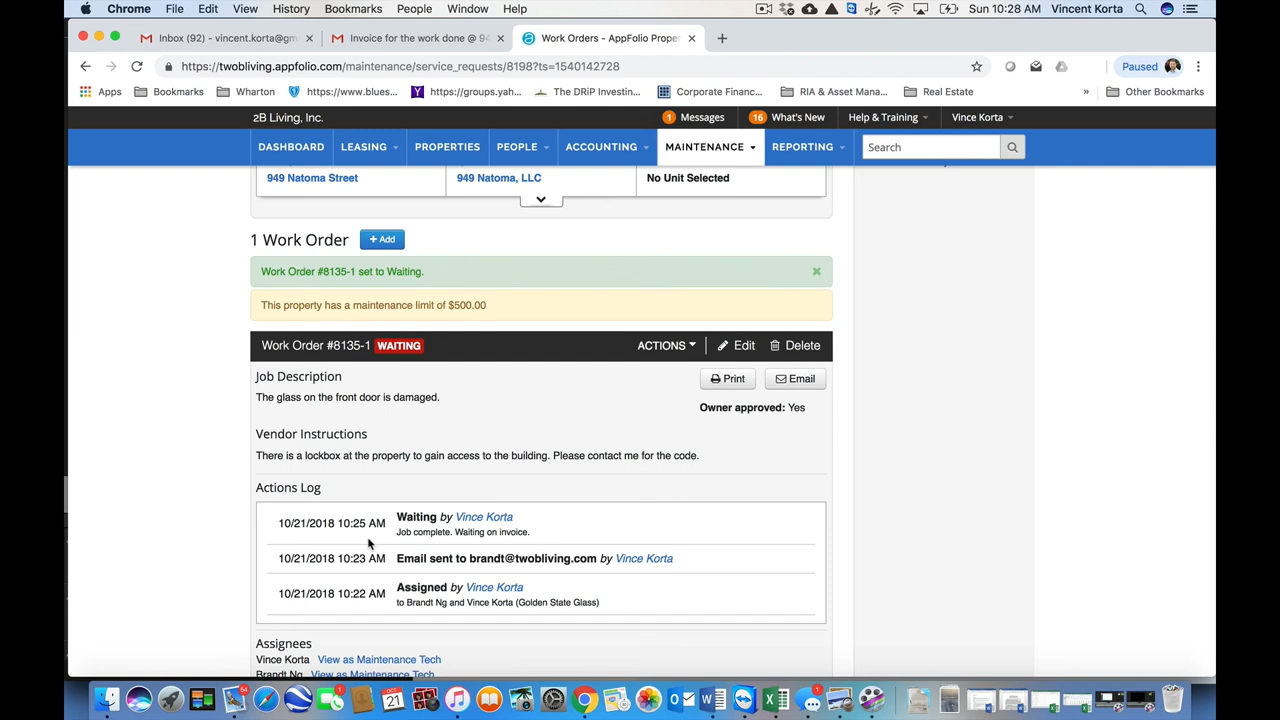 Chrome File Edit View History Bookmarks People Window Help Sun 10:28 AM Vincent Korta
Inbox (92) - vincent.korta@gm
Invoice for the work done @ 94
Work Orders - AppFolio Proper
https://twobliving.appfolio.com/maintenance/service_requests/8198?ts=1540142728
Paused
Apps Bookmarks Wharton https://www.blues... https://groups.yah... The DRiP Investin... Corporate Financ... RIA & Asset Mana... Real Estate » Other Bookmarks
2B Living, Inc. 1 Messages 16 What's New Help & Training Vince Korta
DASHBOARD LEASING PROPERTIES PEOPLE ACCOUNTING MAINTENANCE REPORTING Search
949 Natoma Street 949 Natoma, LLC No Unit Selected
1 Work Order + Add
Work Order #8135-1 set to Waiting.
This property has a maintenance limit of $500.00
Work Order #8135-1 WAITING ACTIONS Edit Delete
Job Description Print Email
The glass on the front door is damaged.
Owner approved: Yes
Vendor Instructions
There is a lockbox at the property to gain access to the building. Please contact me for the code.
Actions Log
10/21/2018 10:25 AM Waiting by Vince Korta
Job complete. Waiting on invoice.
10/21/2018 10:23 AM Email sent to brandt@twobliving.com by Vince Korta
10/21/2018 10:22 AM Assigned by Vince Korta
to Brandt Ng and Vince Korta (Golden State Glass)
Assignees
Vince Korta View as Maintenance Tech
Brandt Ng View as Maintenance Tech